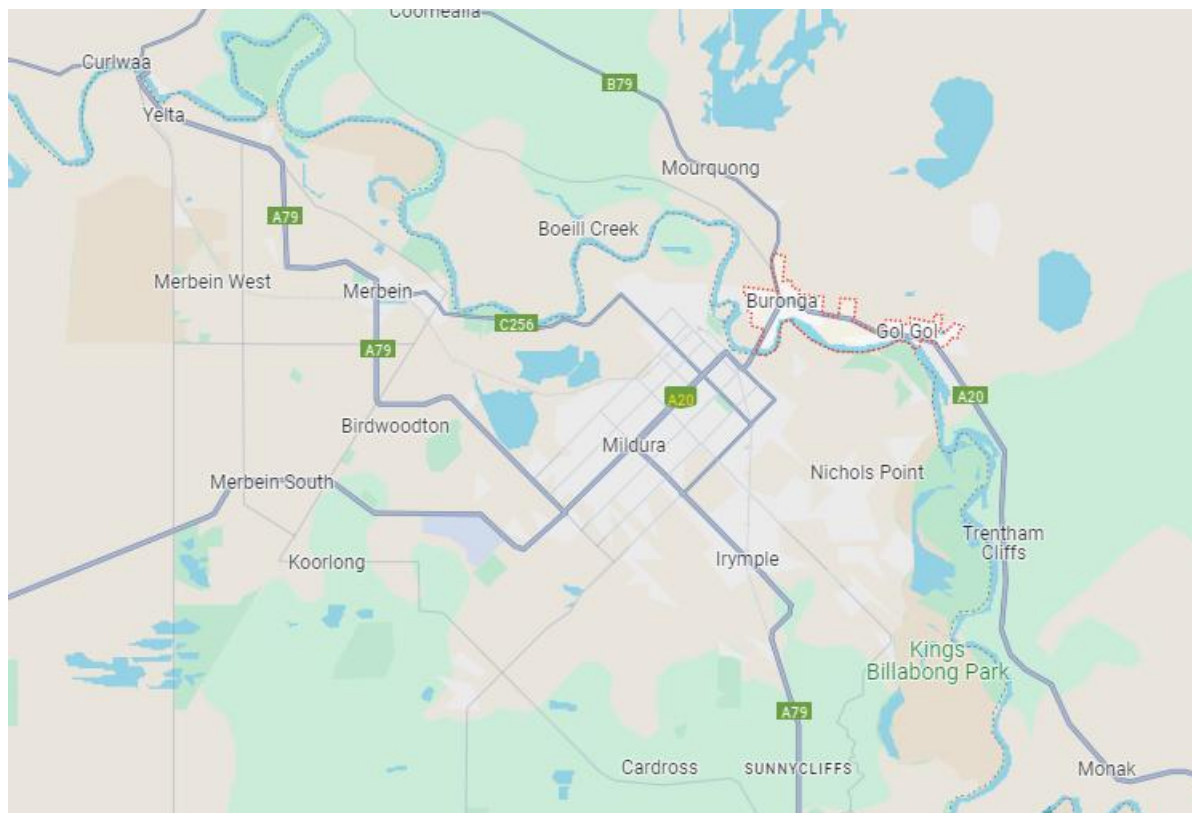 Coomealla
Curlwaa
B79
Yelta
Mourquong
A79
Boeill Creek
Merbein West
Merbein
Buronga
C256
Gol Gol
A79
A20
A20
Birdwoodton
Mildura
Nichols Point
Merbein South
Trentham
Cliffs
Koorlong
Irymple
Kings
Billabong Park
A79
Cardross
SUNNYCLIFFS
Monak